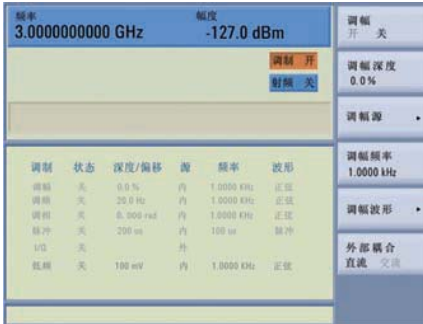 频率 幅度
3.0000000000 GHz -127.0 dBm
调制 开
射频 关
调制 状态 深度/偏移 源 频率 波形
调幅 关 0.0 % 内 1.0000 KHz 正弦
调频 关 20.0 Hz 内 1.0000 KHz 正弦
调相 关 0.000 rad 内 1.0000 KHz 正弦
脉冲 关 200 us 内 100 us 脉冲
I/Q 关 外
低频 关 100 mV 内 1.0000 KHz 正弦
调幅
开 关
调幅深度
0.0 %
调幅源
调幅频率
1.0000 kHz
调幅波形
外部耦合
直流 交流